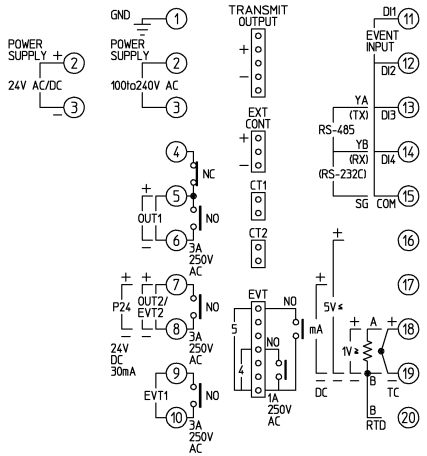 GND
1
POWER
SUPPLY
+
2
24V AC/DC
−
3
POWER
SUPPLY
2
100to240V AC
3
TRANSMIT
OUTPUT
+
−
EXT
CONT
+
−
CT1
CT2
DI1
11
EVENT
INPUT
DI2
12
YA
(TX)
DI3
13
RS-485
YB
(RX)
DI4
14
(RS-232C)
SG
COM
15
4
NC
+
5
OUT1
NO
−
6
3A
250V
AC
+
+
7
P24
OUT2/
EVT2
NO
−
−
8
24V
DC
30mA
3A
250V
AC
9
EVT1
NO
10
3A
250V
AC
EVT
NO
5
NO
4
1A
250V
AC
16
17
+
+
5V≤
mA
+
A
+
18
1V≥
−
−
−
B
−
19
DC
TC
B
RTD
20